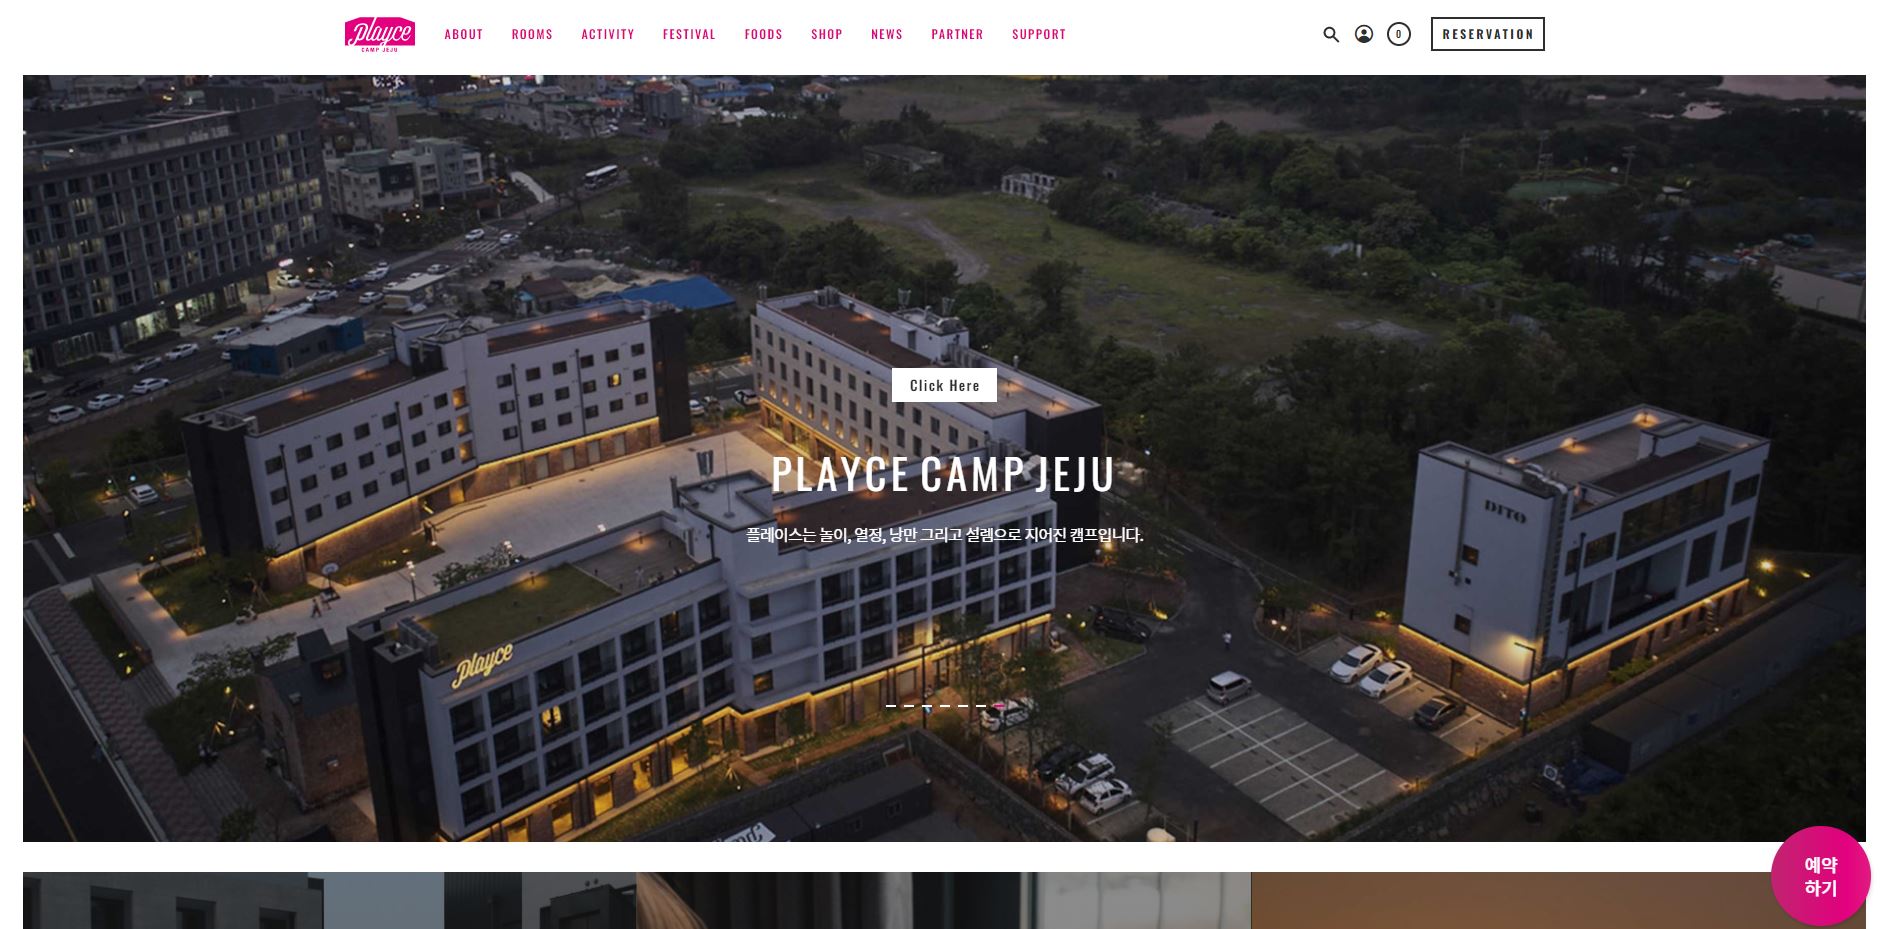 Playce
CAMP JEJU
ABOUT ROOMS ACTIVITY FESTIVAL FOODS SHOP NEWS PARTNER SUPPORT
0
RESERVATION
Click Here
PLAYCE CAMP JEJU
플레이스는 놀이, 열정, 낭만 그리고 설렘으로 지어진 캠프입니다.
DITO
playce
예약
하기